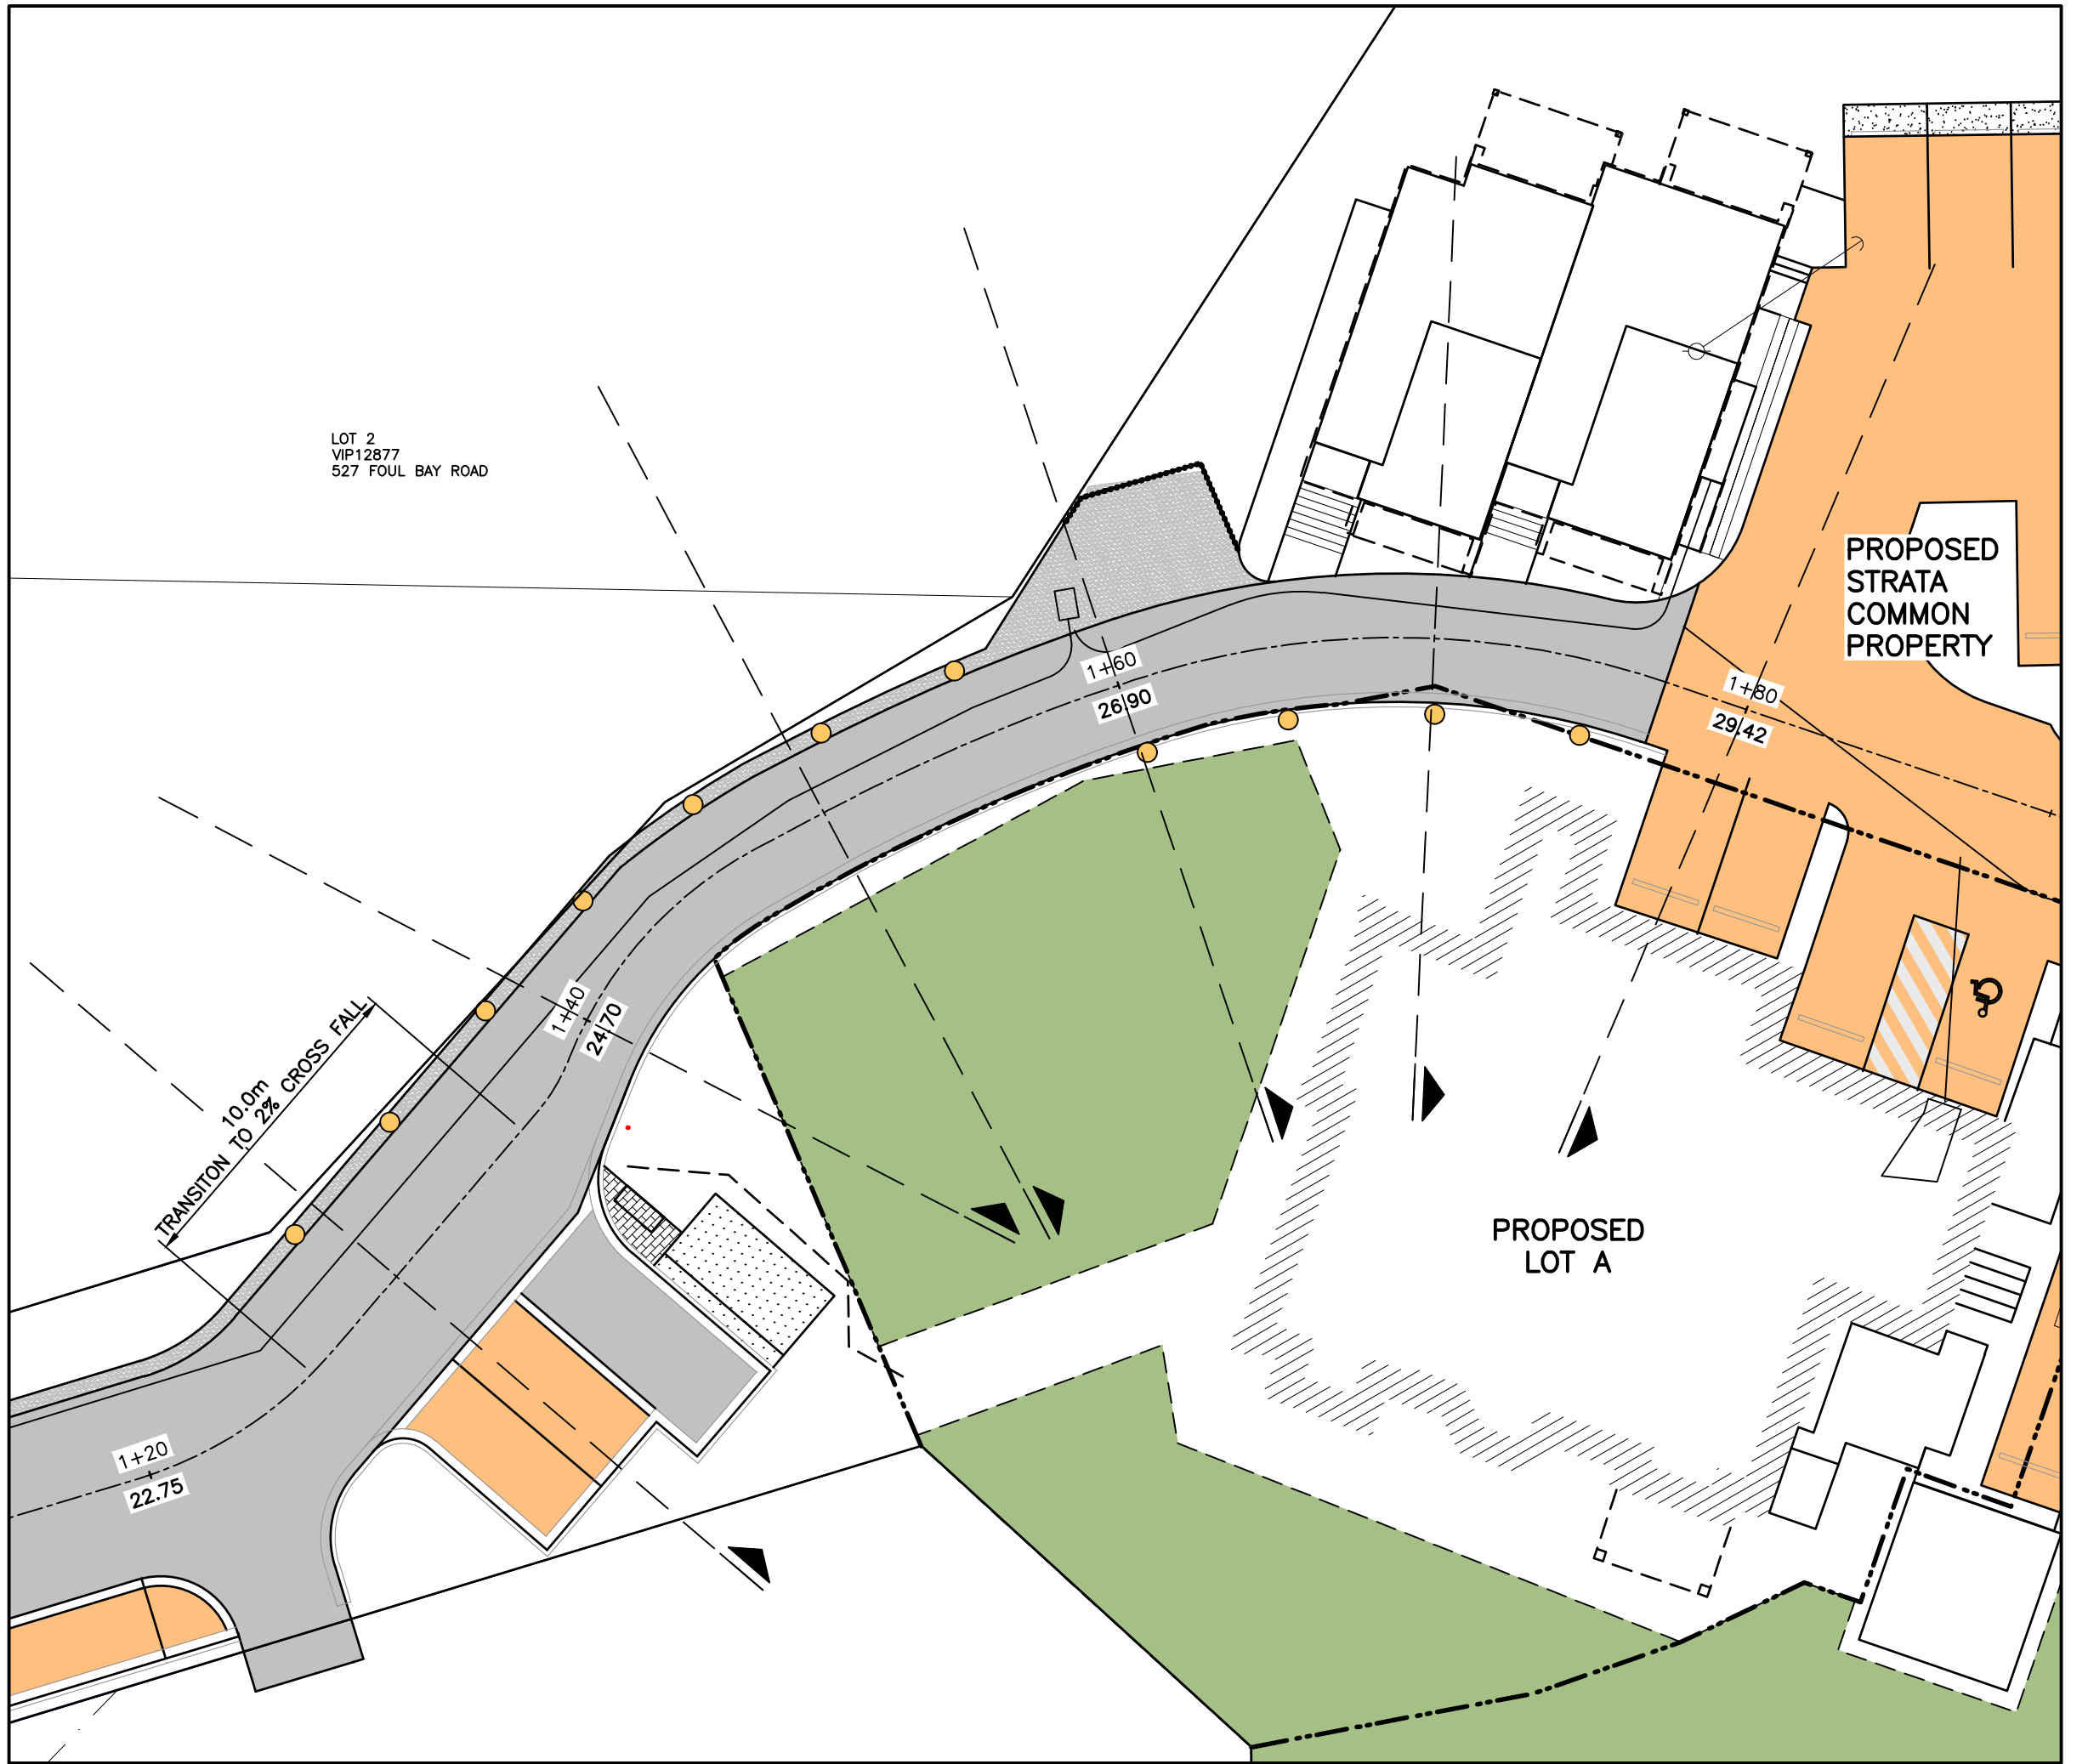 LOT 2
VIP12877
527 FOUL BAY ROAD
PROPOSED
STRATA
COMMON
PROPERTY
1+60
26.90
1+80
29.42
1+40
24.70
10.0m
TRANSITON TO 2% CROSS FALL
PROPOSED
LOT A
1+20
22.75